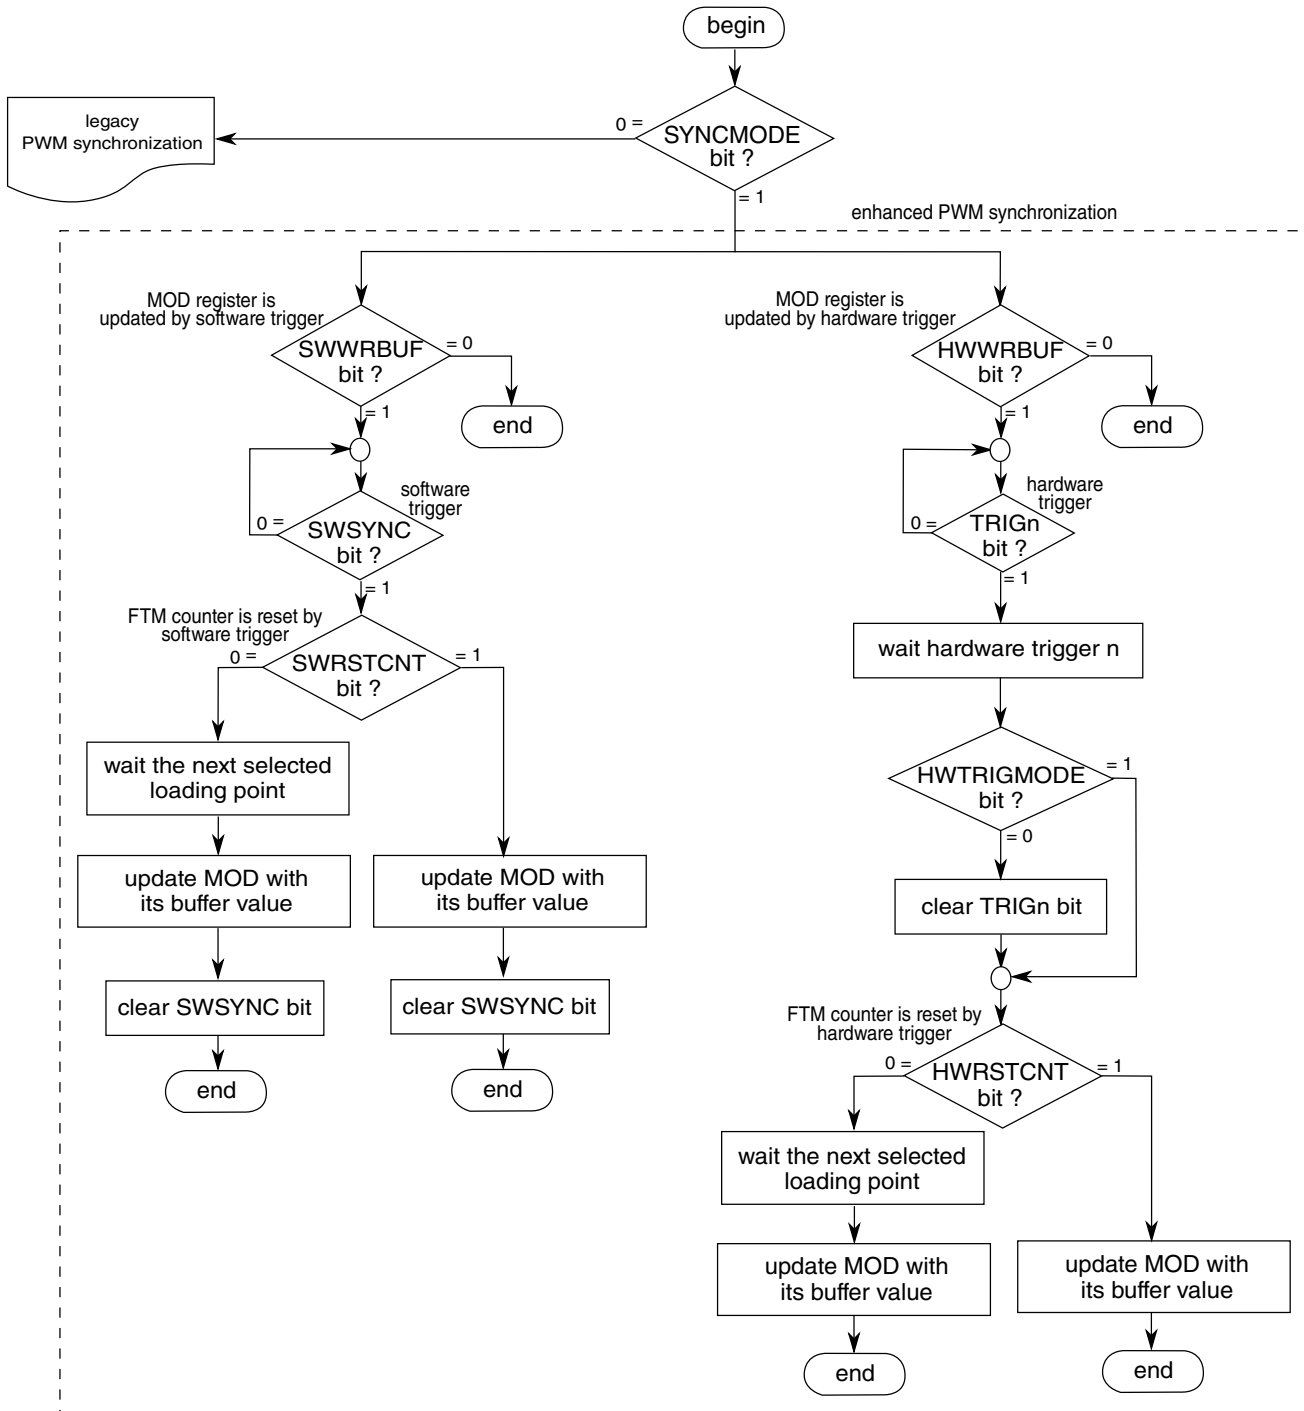 begin
legacy
PWM synchronization
0 =
SYNCMODE
bit ?
= 1
enhanced PWM synchronization
MOD register is
updated by software trigger
SWWRBUF
bit ?
= 0
end
= 1
software
trigger
0 =
SWSYNC
bit ?
= 1
FTM counter is reset by
software trigger
0 =
SWRSTCNT
bit ?
= 1
wait the next selected
loading point
update MOD with
its buffer value
clear SWSYNC bit
end
update MOD with
its buffer value
clear SWSYNC bit
end
MOD register is
updated by hardware trigger
HWWRBUF
bit ?
= 0
end
= 1
hardware
trigger
0 =
TRIGn
bit ?
= 1
wait hardware trigger n
HWTRIGMODE
bit ?
= 1
= 0
clear TRIGn bit
FTM counter is reset by
hardware trigger
0 =
HWRSTCNT
bit ?
= 1
wait the next selected
loading point
update MOD with
its buffer value
end
update MOD with
its buffer value
end